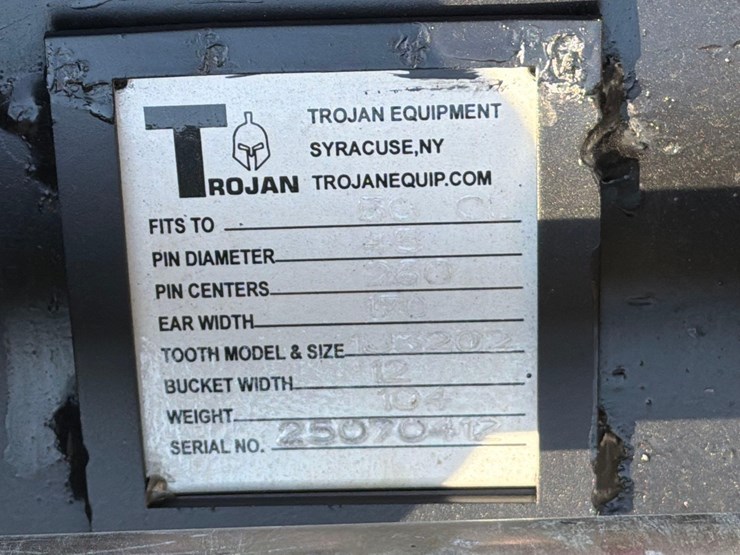 TROJAN
TROJAN EQUIPMENT
SYRACUSE,NY
TROJANEQUIP.COM
FITS TO
PIN DIAMETER
PIN CENTERS
EAR WIDTH
TOOTH MODEL & SIZE
BUCKET WIDTH 12
WEIGHT 104
SERIAL NO. 25070412